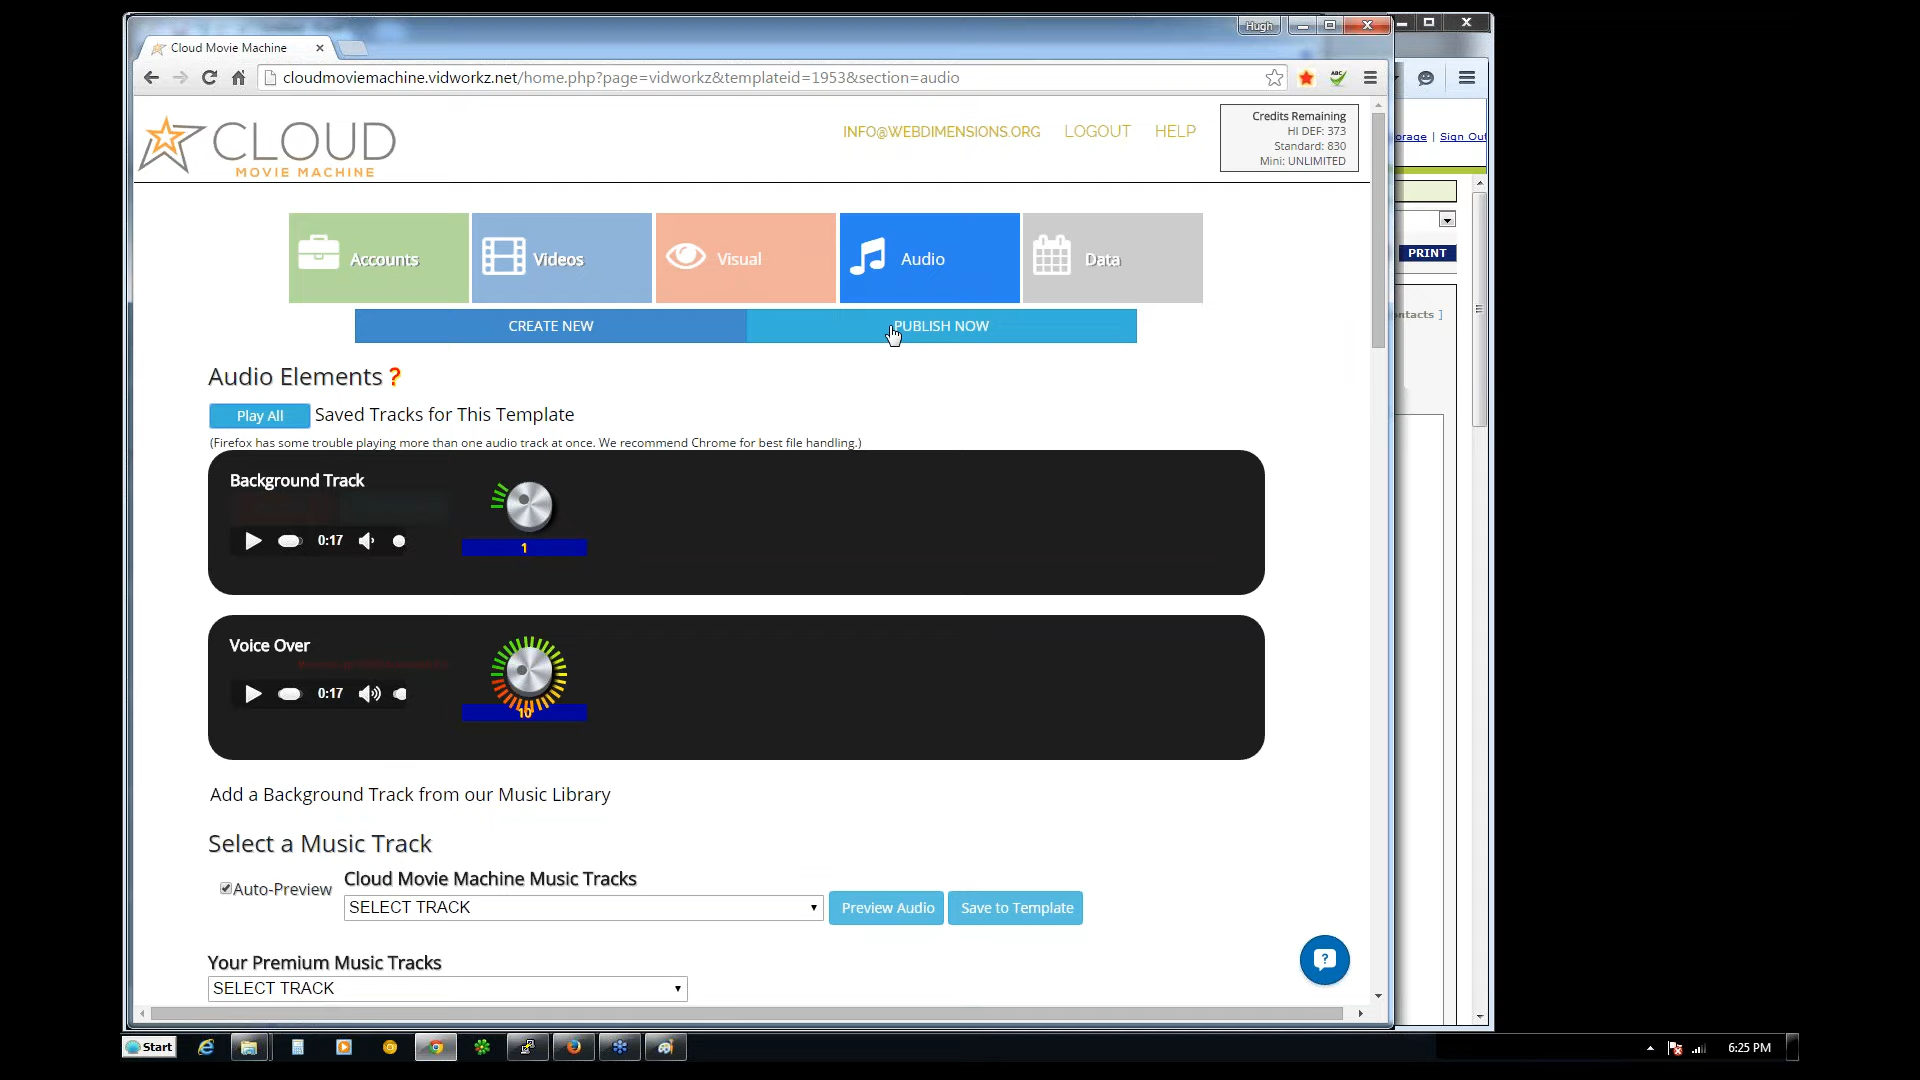 Hugh
Cloud Movie Machine
cloudmoviemachine.vidworkz.net/home.php?page=vidworkz&templateid=1953&section=audio
CLOUD
MOVIE MACHINE
INFO@WEBDIMENSIONS.ORG LOGOUT HELP
Credits Remaining
HI DEF: 373
Standard: 830
Mini: UNLIMITED
orage | Sign Out
PRINT
ontacts ]
Accounts Videos Visual Audio Data
CREATE NEW PUBLISH NOW
Audio Elements ?
Play All Saved Tracks for This Template
(Firefox has some trouble playing more than one audio track at once. We recommend Chrome for best file handling.)
Background Track
0:17
1
Voice Over
0:17
10
Add a Background Track from our Music Library
Select a Music Track
Auto-Preview
Cloud Movie Machine Music Tracks
SELECT TRACK
Preview Audio Save to Template
Your Premium Music Tracks
SELECT TRACK
Start
6:25 PM